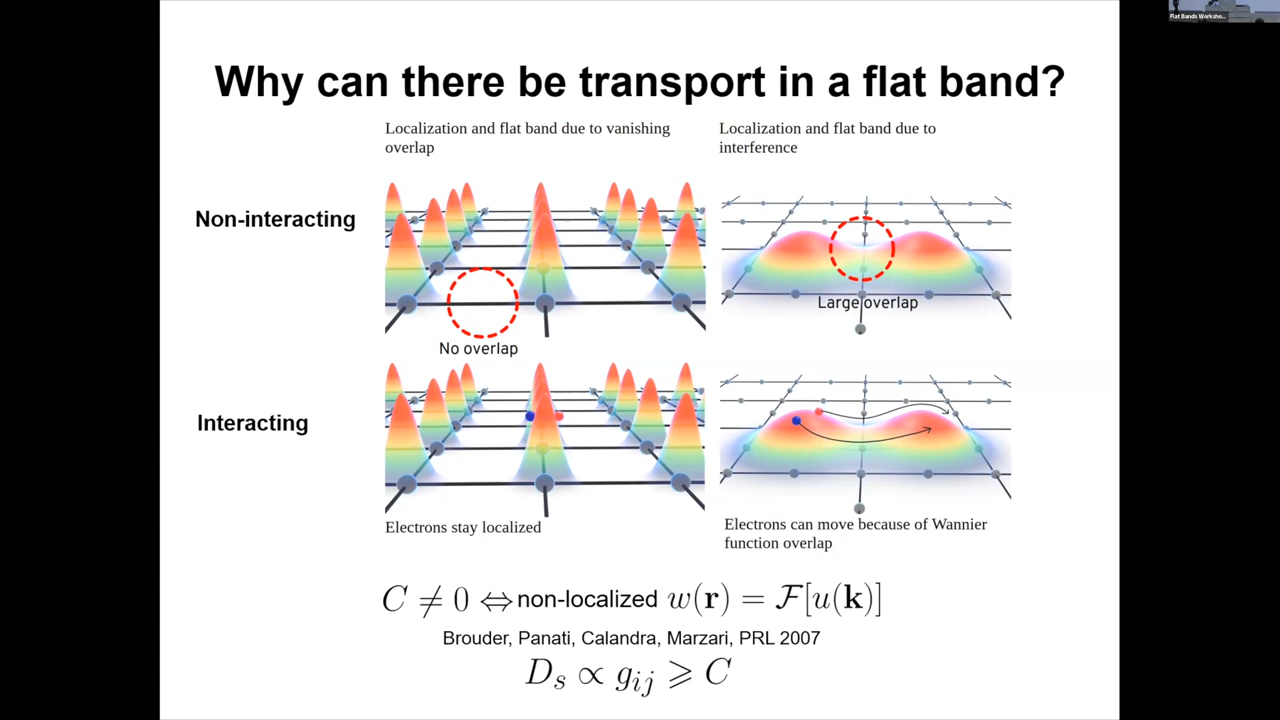 Flat Bands Worksho...
Why can there be transport in a flat band?
Localization and flat band due to vanishing
overlap
Localization and flat band due to
interference
Non-interacting
Large overlap
No overlap
Interacting
Electrons stay localized
Electrons can move because of Wannier
function overlap
C ≠ 0 ⇔ non-localized w(r) = ℱ[u(k)]
Brouder, Panati, Calandra, Marzari, PRL 2007
D_s ∝ g_{ij} ⩾ C